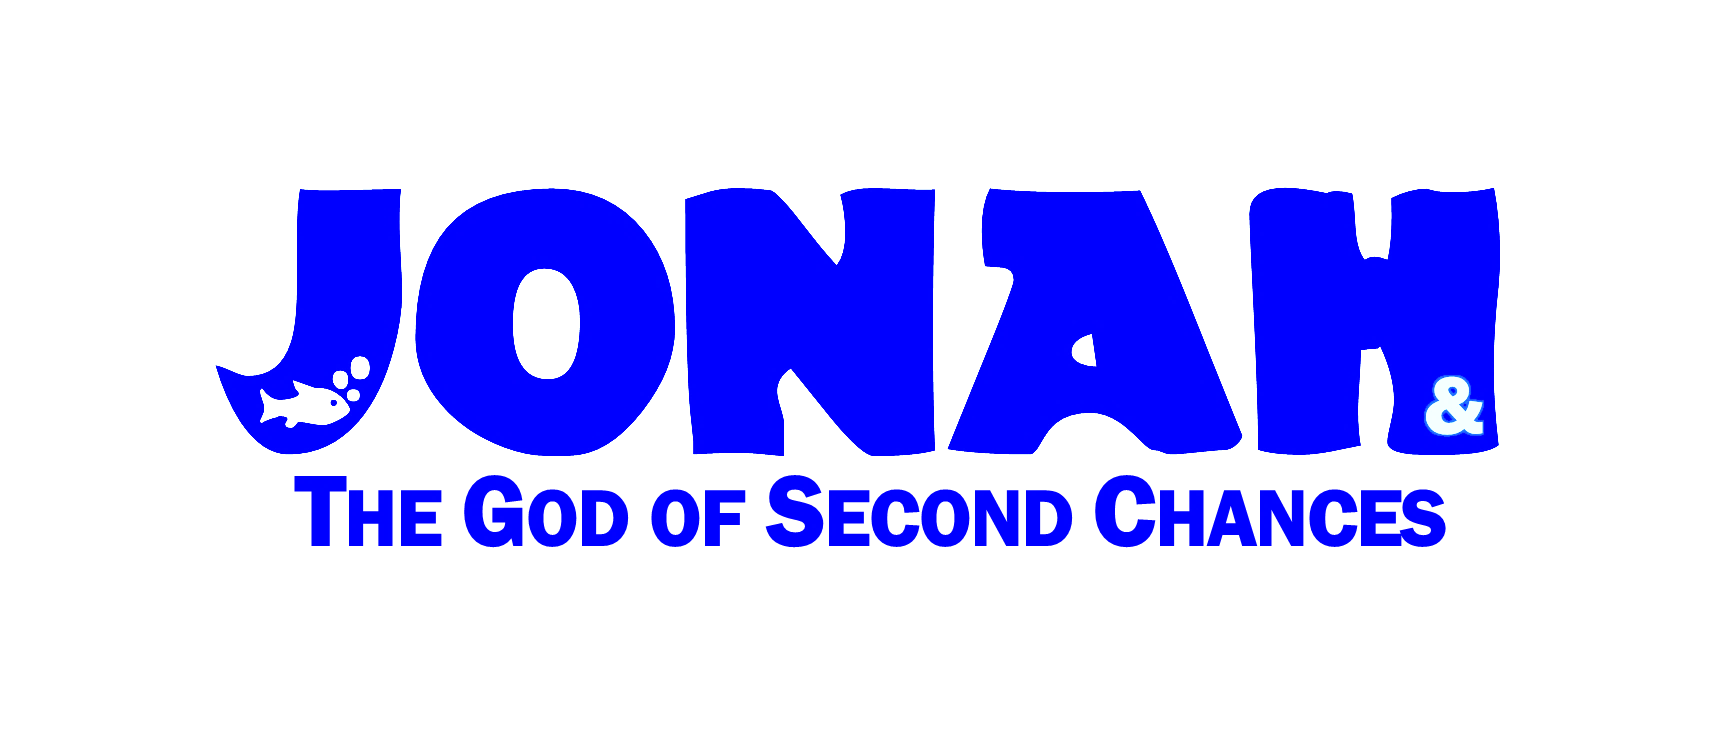 JONAH
&
THE GOD OF SECOND CHANCES